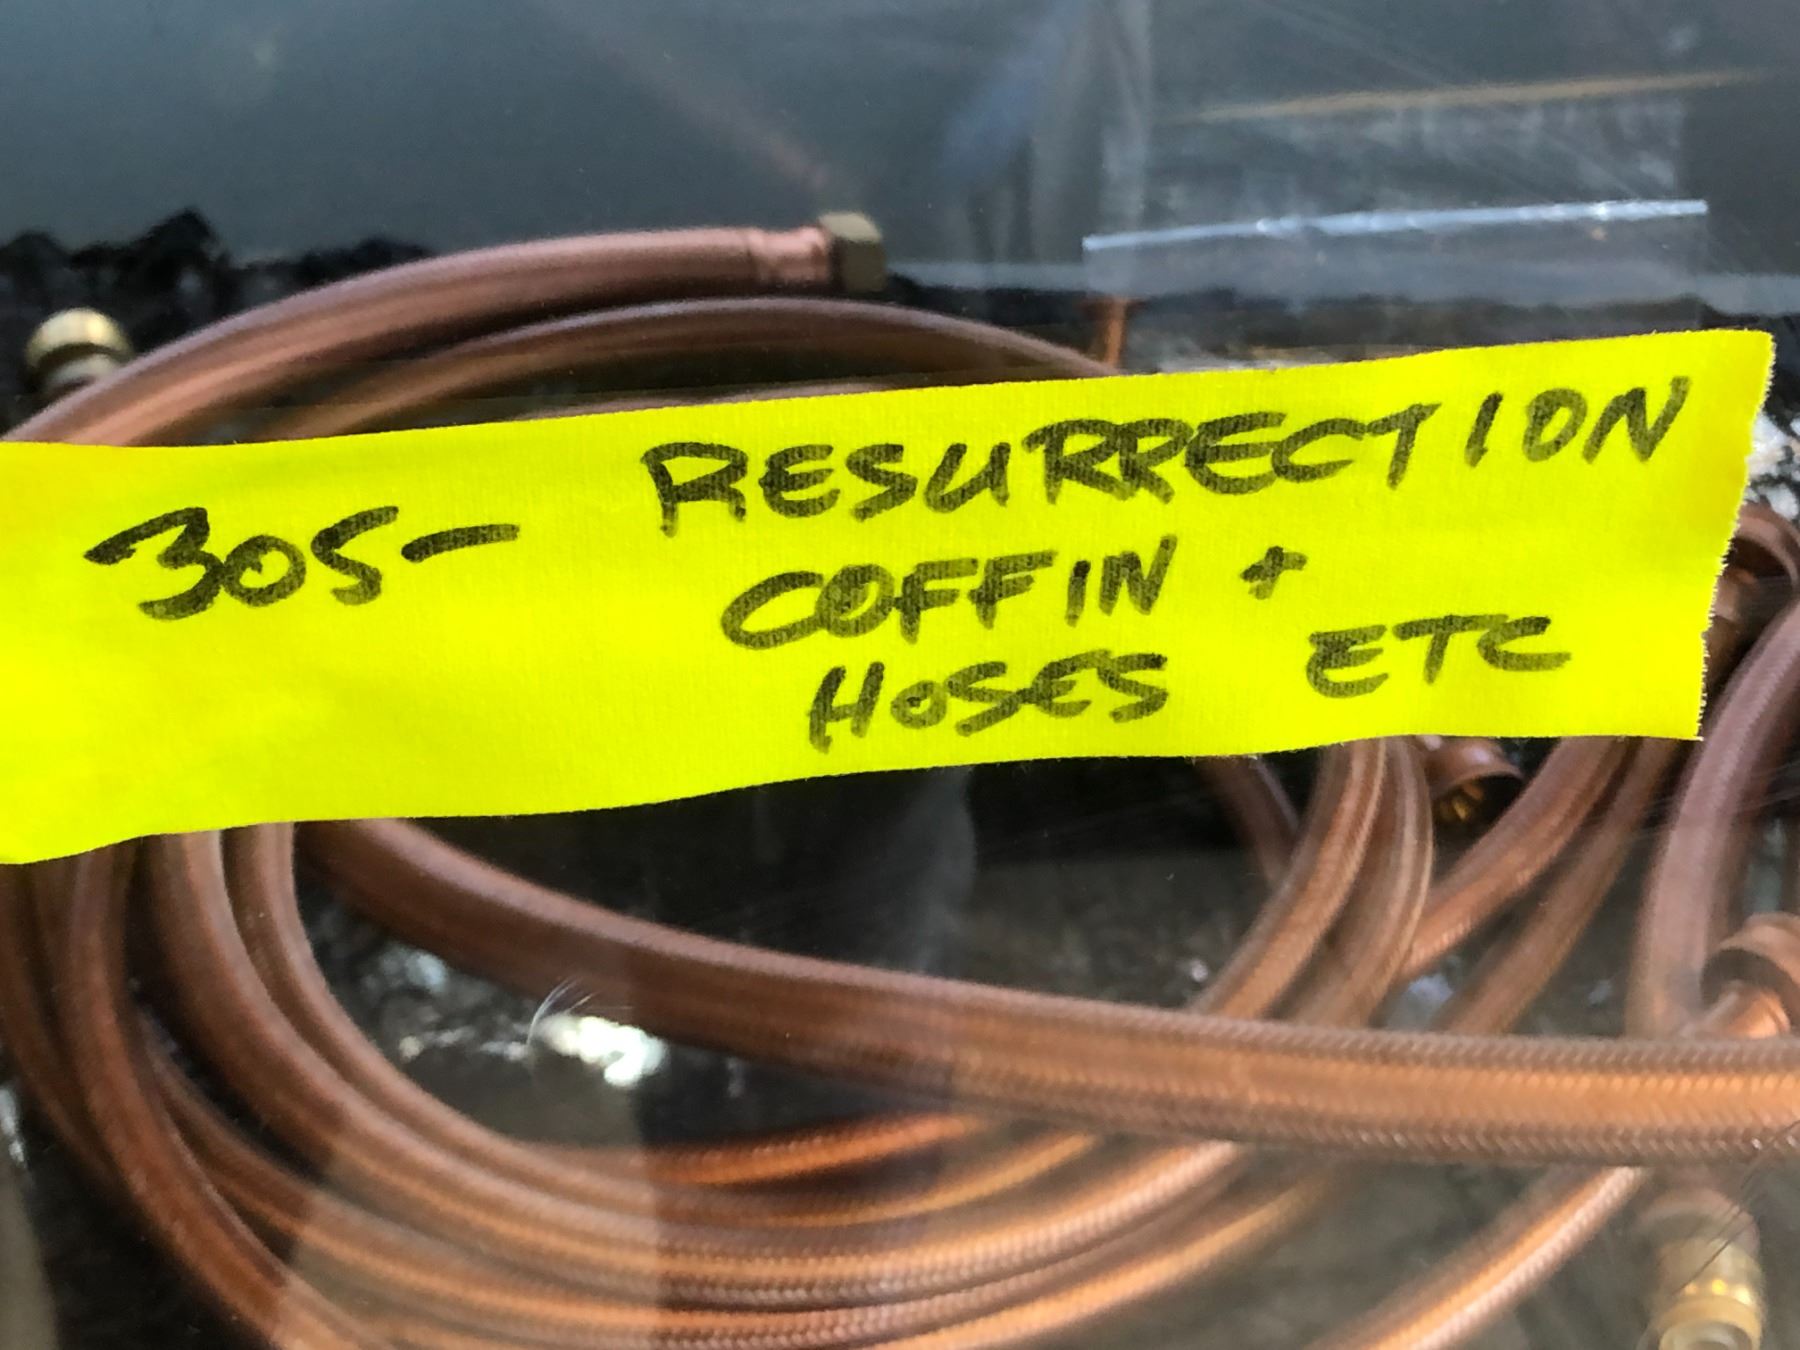 305- RESURRECTION
COFFIN +
HOSES ETC